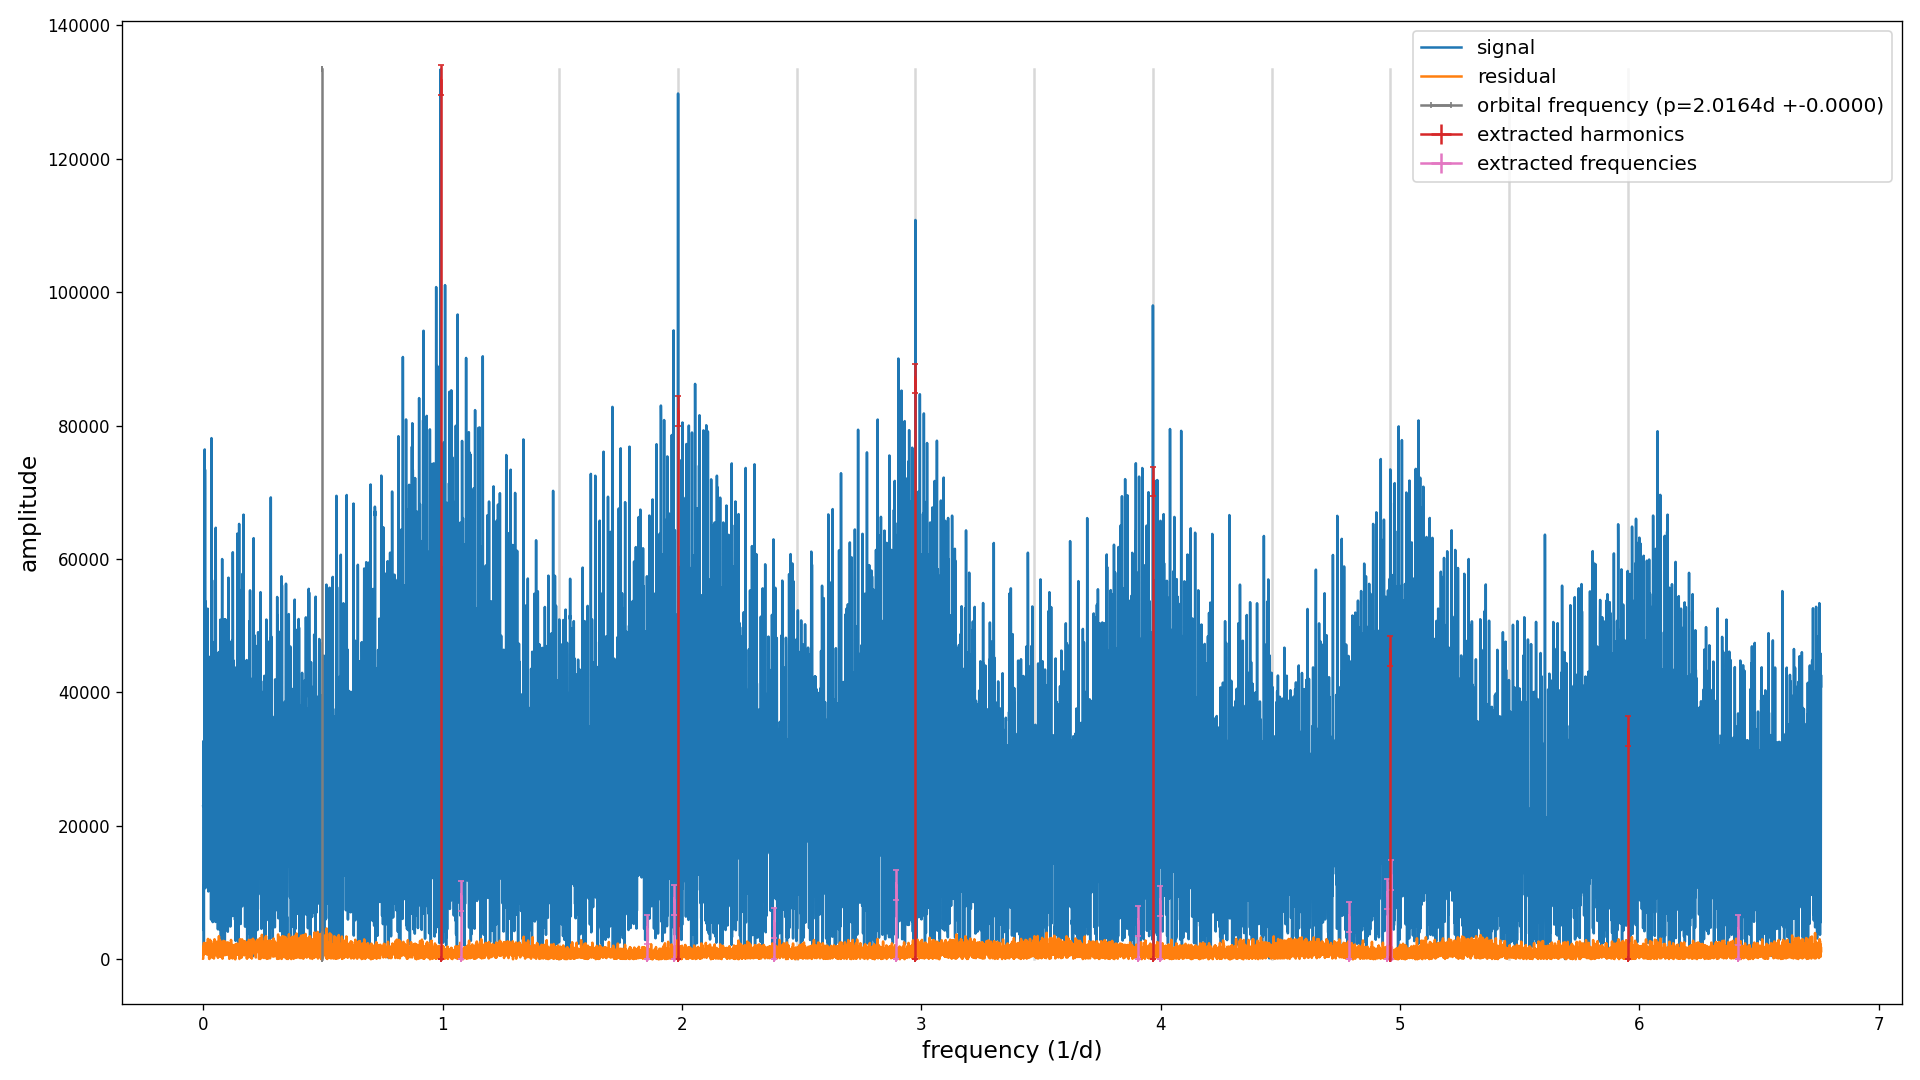 140000
120000
100000
80000
60000
40000
20000
0
amplitude
signal
residual
orbital frequency (p=2.0164d +-0.0000)
extracted harmonics
extracted frequencies
0 1 2 3 4 5 6 7
frequency (1/d)